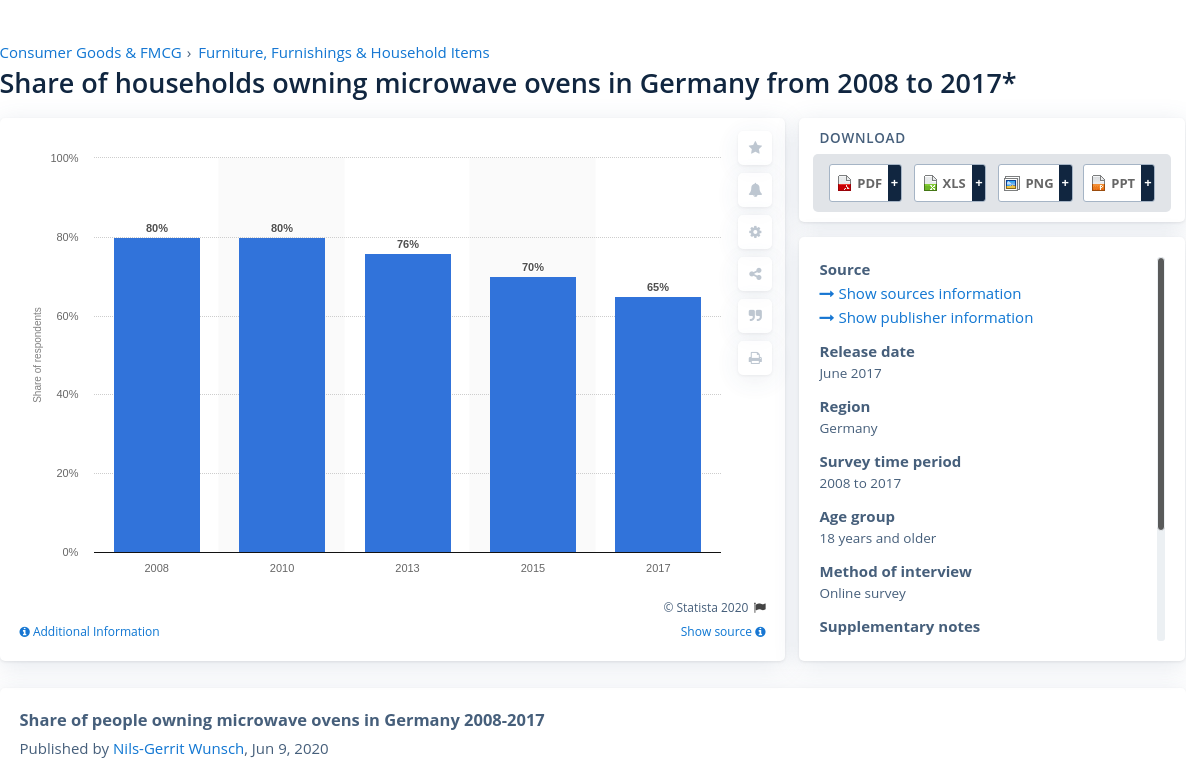 Consumer Goods & FMCG › Furniture, Furnishings & Household Items
Share of households owning microwave ovens in Germany from 2008 to 2017*
100%
80%
60%
40%
20%
0%
Share of respondents
80%
80%
76%
70%
65%
2008
2010
2013
2015
2017
© Statista 2020
Additional Information
Show source
DOWNLOAD
PDF +
XLS +
PNG +
PPT +
Source
Show sources information
Show publisher information
Release date
June 2017
Region
Germany
Survey time period
2008 to 2017
Age group
18 years and older
Method of interview
Online survey
Supplementary notes
Share of people owning microwave ovens in Germany 2008-2017
Published by Nils-Gerrit Wunsch, Jun 9, 2020